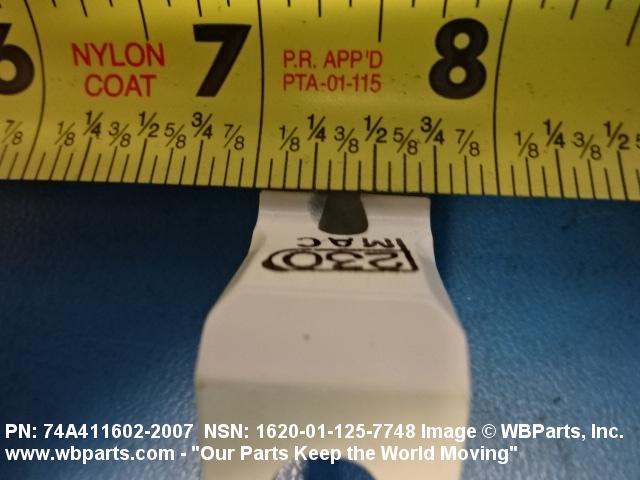 6 NYLON COAT 7 P.R. APP'D PTA-01-115 8
7/8 1/8 1/4 3/8 1/2 5/8 3/4 7/8 1/8 1/4 3/8 1/2 5/8 3/4 7/8 1/8 1/4 3/8 1/2
MAC
230
PN: 74A411602-2007 NSN: 1620-01-125-7748 Image © WBParts, Inc.
www.wbparts.com - "Our Parts Keep the World Moving"